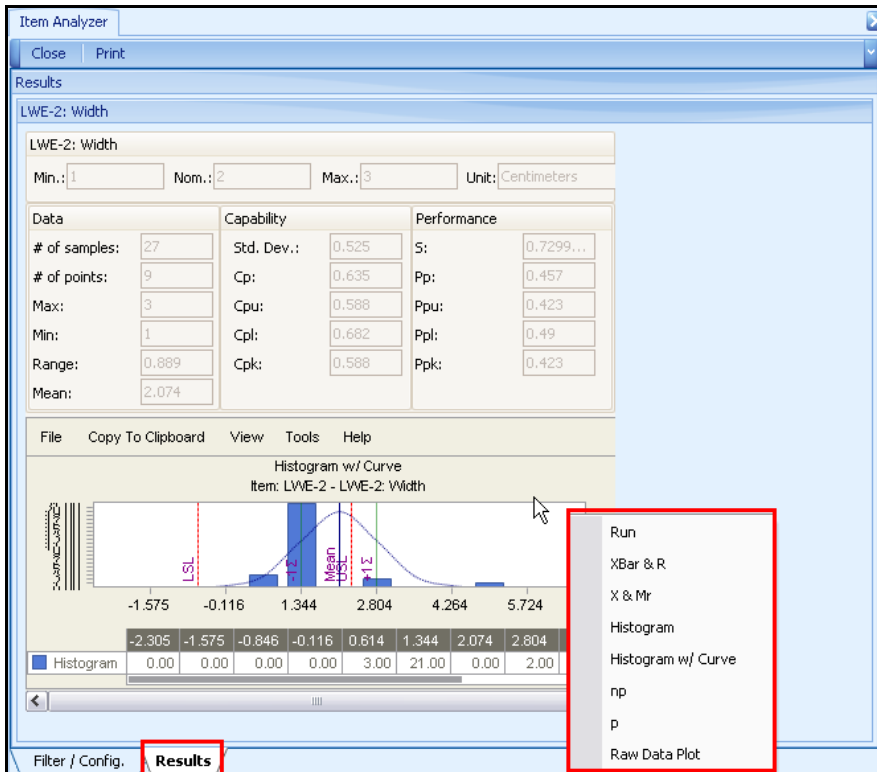 Item Analyzer
Close Print
Results
LWE-2: Width
LWE-2: Width
Min.: 1 Nom.: 2 Max.: 3 Unit: Centimeters
Data Capability Performance
# of samples: 27 Std. Dev.: 0.525 S: 0.7299...
# of points: 9 Cp: 0.635 Pp: 0.457
Max: 3 Cpu: 0.588 Ppu: 0.423
Min: 1 Cpl: 0.682 Ppl: 0.49
Range: 0.889 Cpk: 0.588 Ppk: 0.423
Mean: 2.074
File Copy To Clipboard View Tools Help
Histogram w/ Curve
Item: LWE-2 - LWE-2: Width
LSL -1Σ Mean USL +1Σ
-1.575 -0.116 1.344 2.804 4.264 5.724
-2.305 -1.575 -0.846 -0.116 0.614 1.344 2.074 2.804
Histogram 0.00 0.00 0.00 0.00 3.00 21.00 0.00 2.00
Run
XBar & R
X & Mr
Histogram
Histogram w/ Curve
np
p
Raw Data Plot
Filter / Config. Results